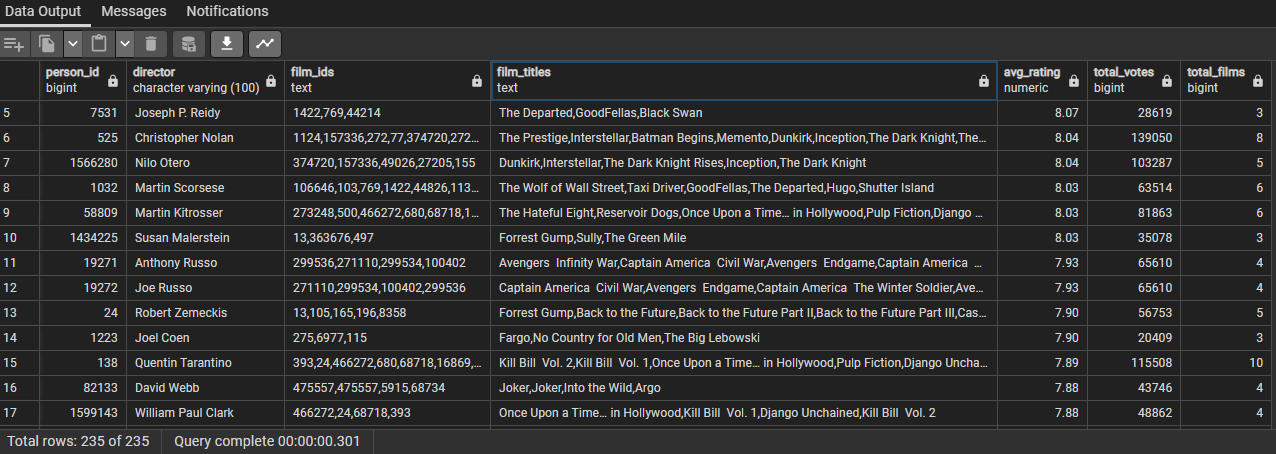 Data Output Messages Notifications
person_id director film_ids film_titles avg_rating total_votes total_films
bigint character varying (100) text text numeric bigint bigint
5 7531 Joseph P. Reidy 1422,769,44214 The Departed,GoodFellas,Black Swan 8.07 28619 3
6 525 Christopher Nolan 1124,157336,272,77,374720,272… The Prestige,Interstellar,Batman Begins,Memento,Dunkirk,Inception,The Dark Knight,The… 8.04 139050 8
7 1566280 Nilo Otero 374720,157336,49026,27205,155 Dunkirk,Interstellar,The Dark Knight Rises,Inception,The Dark Knight 8.04 103287 5
8 1032 Martin Scorsese 106646,103,769,1422,44826,113… The Wolf of Wall Street,Taxi Driver,GoodFellas,The Departed,Hugo,Shutter Island 8.03 63514 6
9 58809 Martin Kitrosser 273248,500,466272,680,68718,1… The Hateful Eight,Reservoir Dogs,Once Upon a Time… in Hollywood,Pulp Fiction,Django … 8.03 81863 6
10 1434225 Susan Malerstein 13,363676,497 Forrest Gump,Sully,The Green Mile 8.03 35078 3
11 19271 Anthony Russo 299536,271110,299534,100402 Avengers  Infinity War,Captain America  Civil War,Avengers  Endgame,Captain America  … 7.93 65610 4
12 19272 Joe Russo 271110,299534,100402,299536 Captain America  Civil War,Avengers  Endgame,Captain America  The Winter Soldier,Ave… 7.93 65610 4
13 24 Robert Zemeckis 13,105,165,196,8358 Forrest Gump,Back to the Future,Back to the Future Part II,Back to the Future Part III,Cas… 7.90 56753 5
14 1223 Joel Coen 275,6977,115 Fargo,No Country for Old Men,The Big Lebowski 7.90 20409 3
15 138 Quentin Tarantino 393,24,466272,680,68718,16869,… Kill Bill  Vol. 2,Kill Bill  Vol. 1,Once Upon a Time… in Hollywood,Pulp Fiction,Django Uncha… 7.89 115508 10
16 82133 David Webb 475557,475557,5915,68734 Joker,Joker,Into the Wild,Argo 7.88 43746 4
17 1599143 William Paul Clark 466272,24,68718,393 Once Upon a Time… in Hollywood,Kill Bill  Vol. 1,Django Unchained,Kill Bill  Vol. 2 7.88 48862 4
Total rows: 235 of 235 Query complete 00:00:00.301